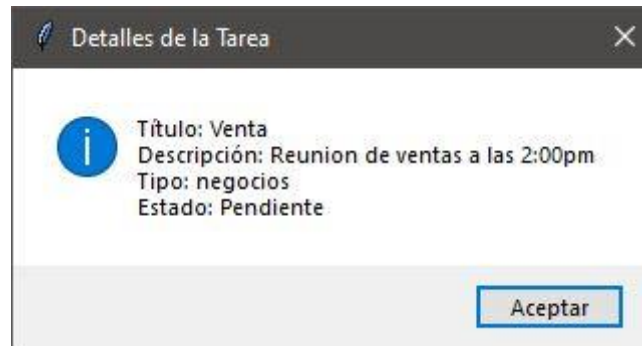 Detalles de la Tarea
Título: Venta
Descripción: Reunion de ventas a las 2:00pm
Tipo: negocios
Estado: Pendiente
Aceptar